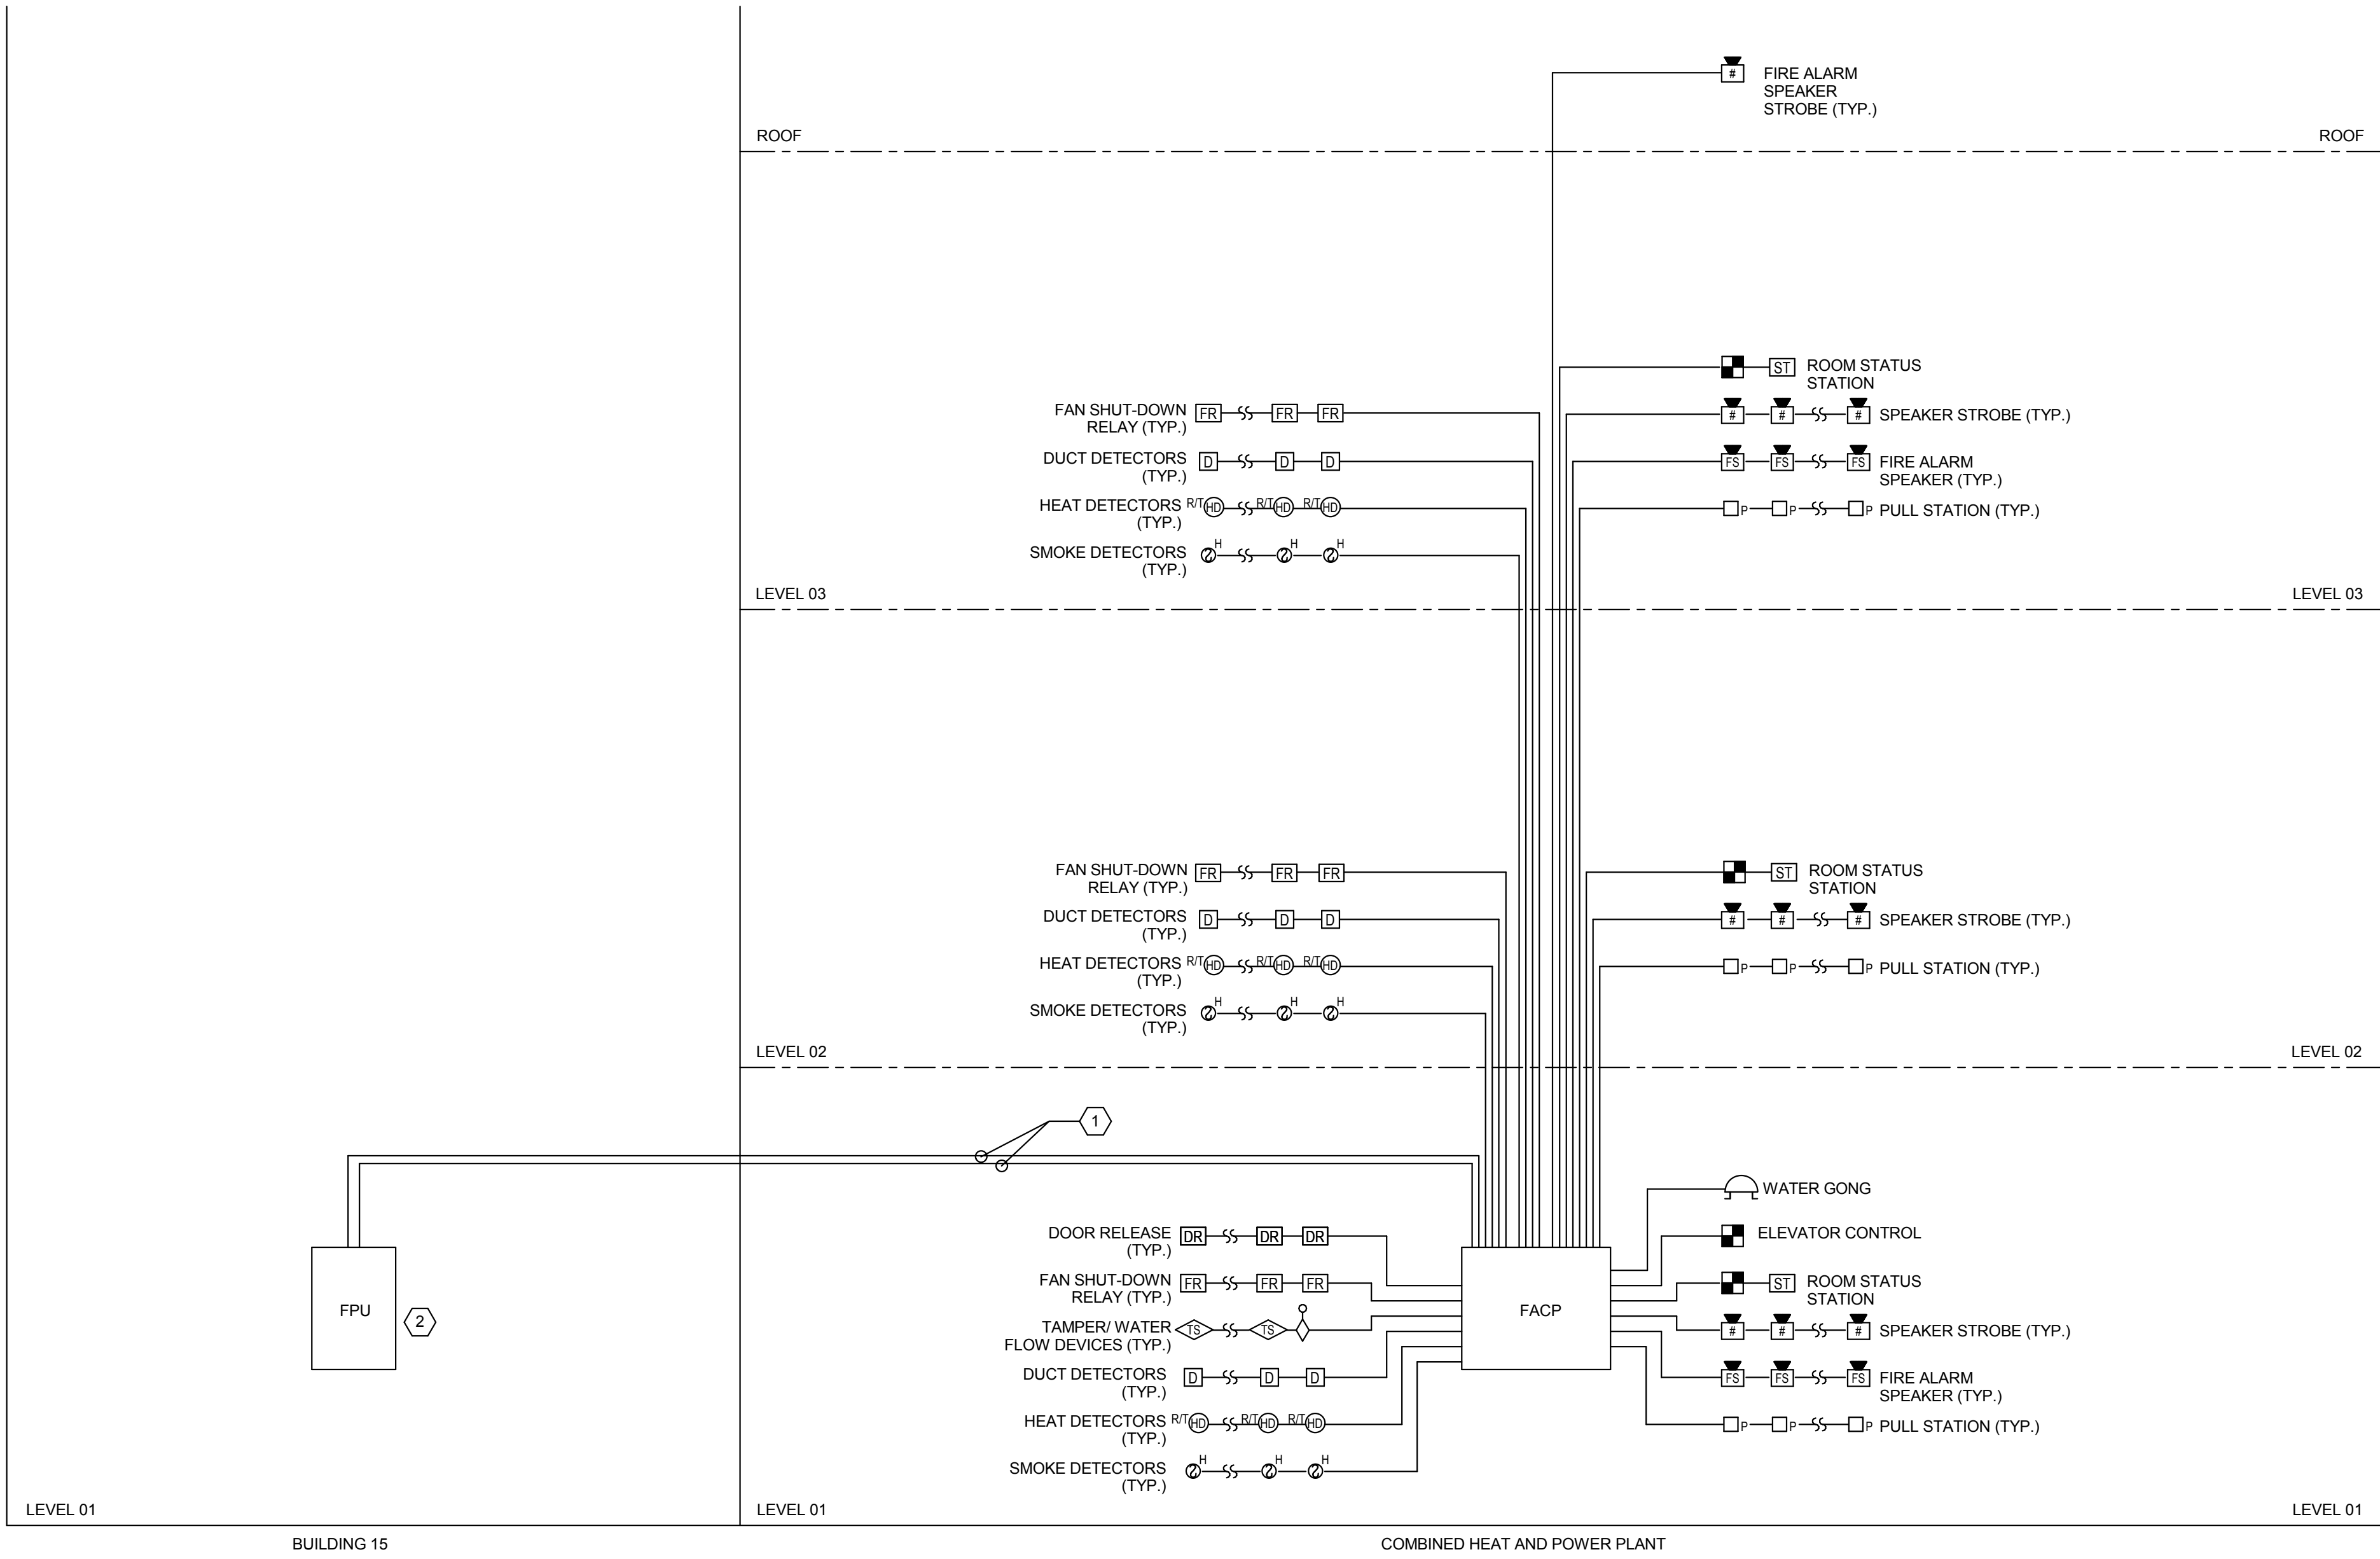 #
FIRE ALARM
SPEAKER
STROBE (TYP.)
ROOF
ROOF
ST
ROOM STATUS
STATION
FAN SHUT-DOWN
RELAY (TYP.)
FR FR FR
# # #
SPEAKER STROBE (TYP.)
DUCT DETECTORS
(TYP.)
D D D
FS FS FS
FIRE ALARM
SPEAKER (TYP.)
HEAT DETECTORS
(TYP.)
R/T HD R/T HD R/T HD
P P P
PULL STATION (TYP.)
SMOKE DETECTORS
(TYP.)
H H H
LEVEL 03
LEVEL 03
FAN SHUT-DOWN
RELAY (TYP.)
FR FR FR
ST
ROOM STATUS
STATION
DUCT DETECTORS
(TYP.)
D D D
# # #
SPEAKER STROBE (TYP.)
HEAT DETECTORS
(TYP.)
R/T HD R/T HD R/T HD
P P P
PULL STATION (TYP.)
SMOKE DETECTORS
(TYP.)
H H H
LEVEL 02
LEVEL 02
1
WATER GONG
DOOR RELEASE
(TYP.)
DR DR DR
ELEVATOR CONTROL
FAN SHUT-DOWN
RELAY (TYP.)
FR FR FR
ST
ROOM STATUS
STATION
FPU
2
FACP
TAMPER/ WATER
FLOW DEVICES (TYP.)
TS TS
# # #
SPEAKER STROBE (TYP.)
DUCT DETECTORS
(TYP.)
D D D
FS FS FS
FIRE ALARM
SPEAKER (TYP.)
HEAT DETECTORS
(TYP.)
R/T HD R/T HD R/T HD
P P P
PULL STATION (TYP.)
SMOKE DETECTORS
(TYP.)
H H H
LEVEL 01
LEVEL 01
LEVEL 01
BUILDING 15
COMBINED HEAT AND POWER PLANT